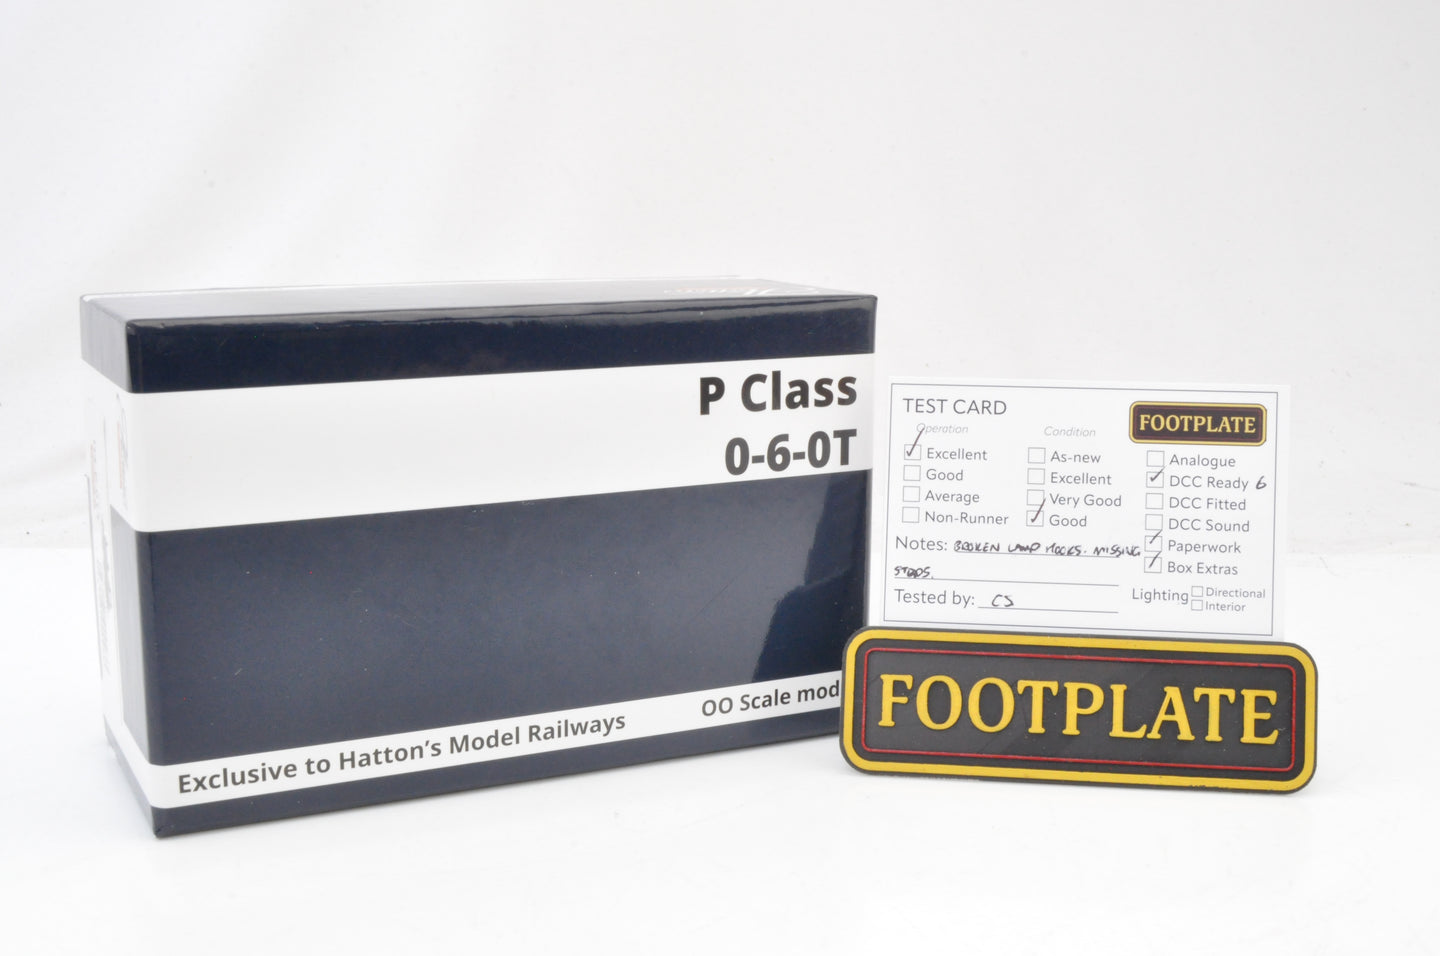 P Class
0-6-0T
Exclusive to Hatton's Model Railways
OO Scale mod
TEST CARD
FOOTPLATE
Operation
Excellent
Good
Average
Non-Runner
Condition
As-new
Excellent
Very Good
Good
Analogue
DCC Ready 6
DCC Fitted
DCC Sound
Paperwork
Box Extras
Notes: BROKEN LAMP HOOKS. MISSING
Tested by: CS
Lighting
Directional
Interior
FOOTPLATE